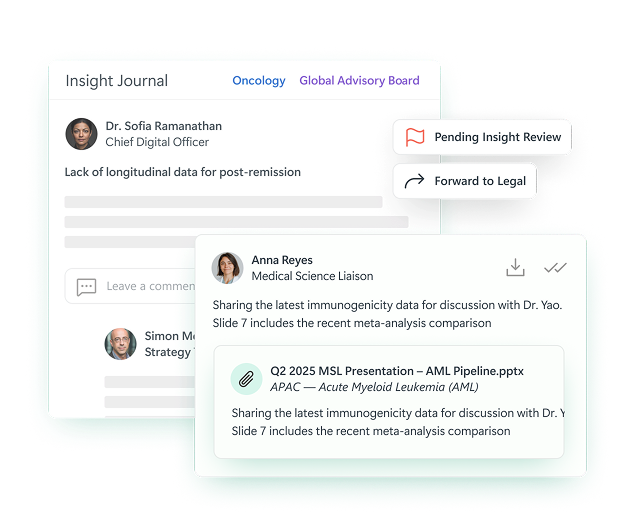 Insight Journal
Oncology
Global Advisory Board
Dr. Sofia Ramanathan
Chief Digital Officer
Lack of longitudinal data for post-remission
Pending Insight Review
Forward to Legal
Leave a commen
Simon M
Strategy
Anna Reyes
Medical Science Liaison
Sharing the latest immunogenicity data for discussion with Dr. Yao.
Slide 7 includes the recent meta-analysis comparison
Q2 2025 MSL Presentation – AML Pipeline.pptx
APAC — Acute Myeloid Leukemia (AML)
Sharing the latest immunogenicity data for discussion with Dr. Y
Slide 7 includes the recent meta-analysis comparison